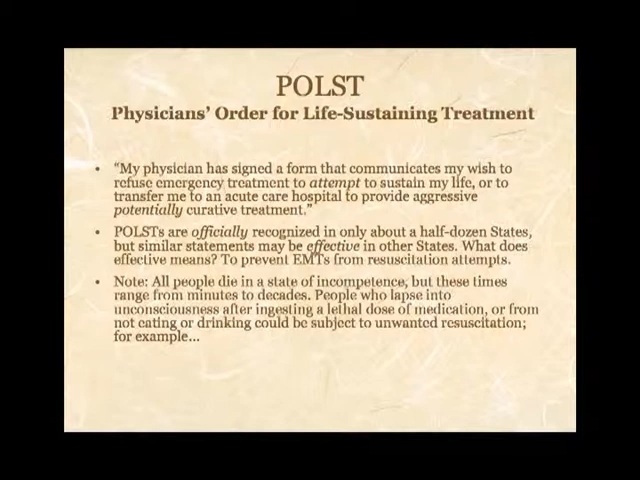 POLST
Physicians' Order for Life-Sustaining Treatment
• "My physician has signed a form that communicates my wish to
refuse emergency treatment to attempt to sustain my life, or to
transfer me to an acute care hospital to provide aggressive
potentially curative treatment."
• POLSTs are officially recognized in only about a half-dozen States,
but similar statements may be effective in other States. What does
effective means? To prevent EMTs from resuscitation attempts.
• Note: All people die in a state of incompetence, but these times
range from minutes to decades. People who lapse into
unconsciousness after ingesting a lethal dose of medication, or from
not eating or drinking could be subject to unwanted resuscitation;
for example...